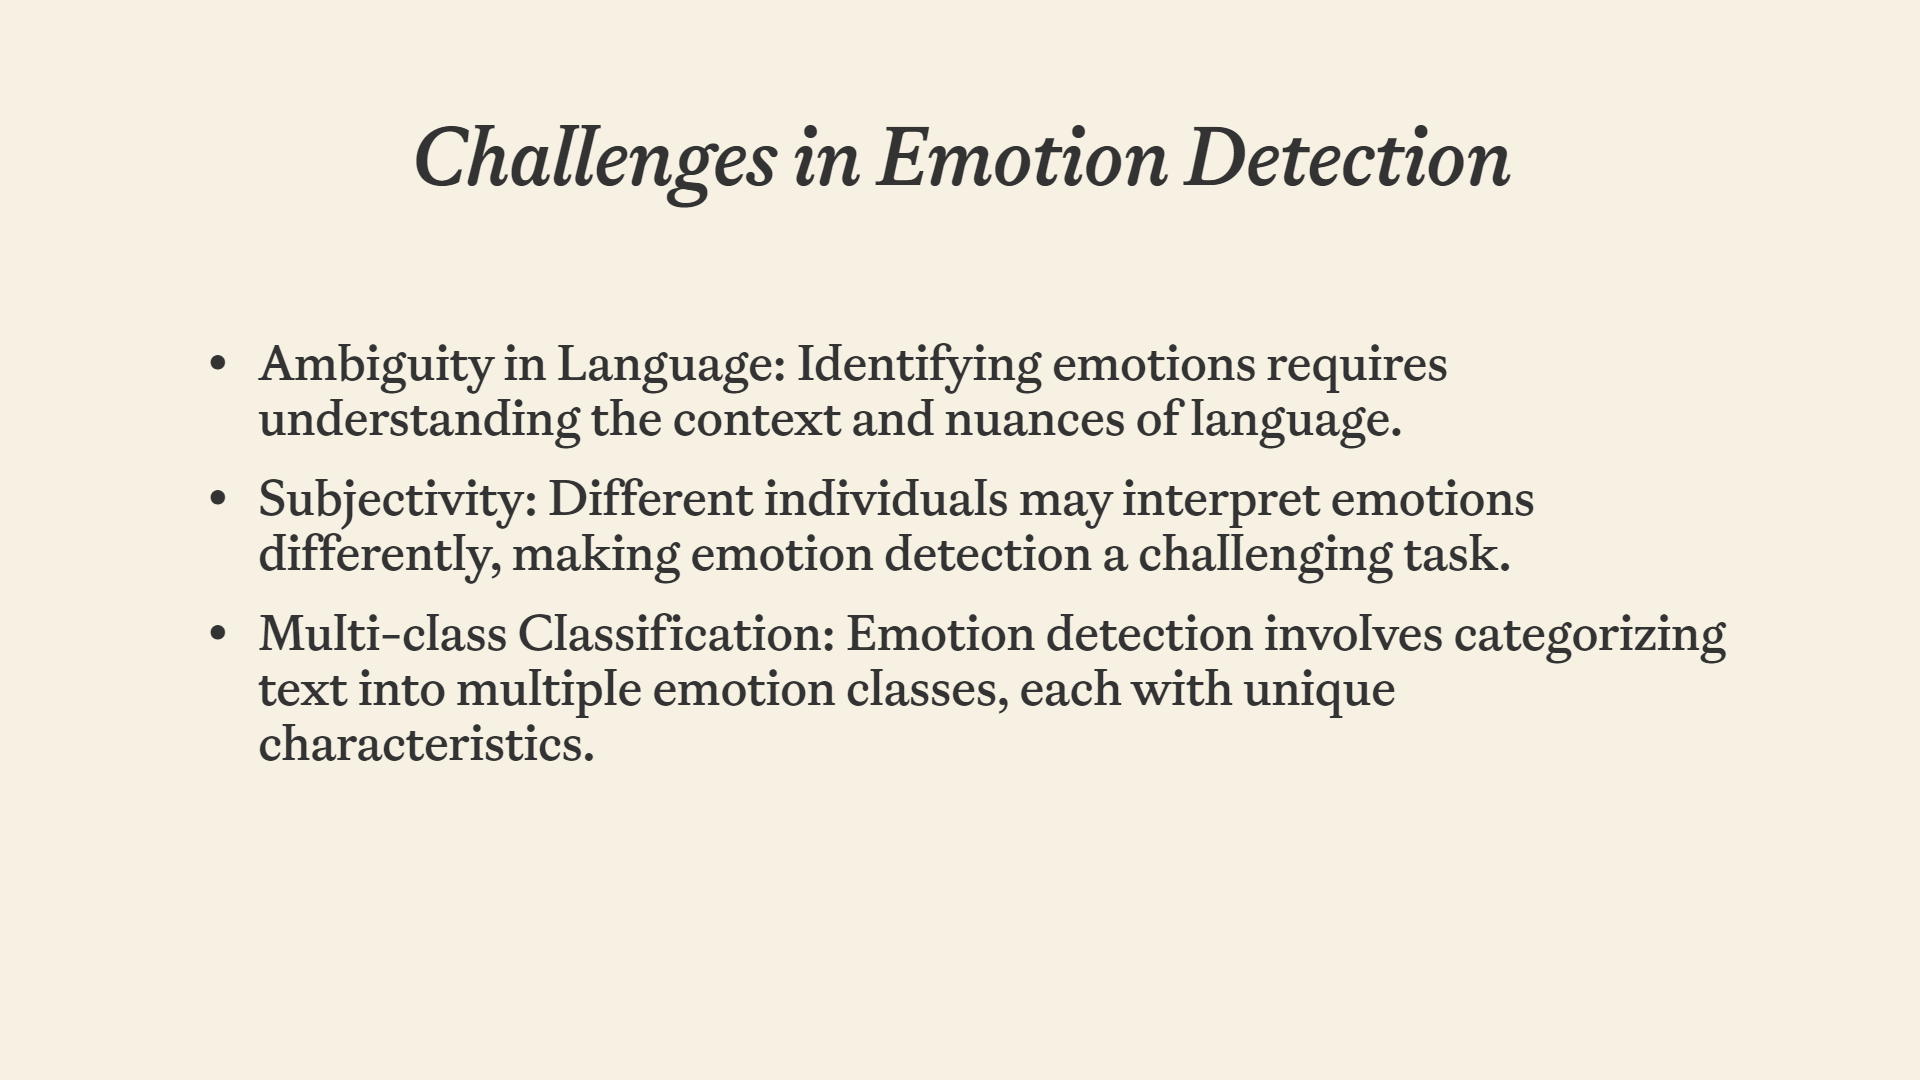 Challenges in Emotion Detection
• Ambiguity in Language: Identifying emotions requires
understanding the context and nuances of language.
• Subjectivity: Different individuals may interpret emotions
differently, making emotion detection a challenging task.
• Multi-class Classification: Emotion detection involves categorizing
text into multiple emotion classes, each with unique
characteristics.